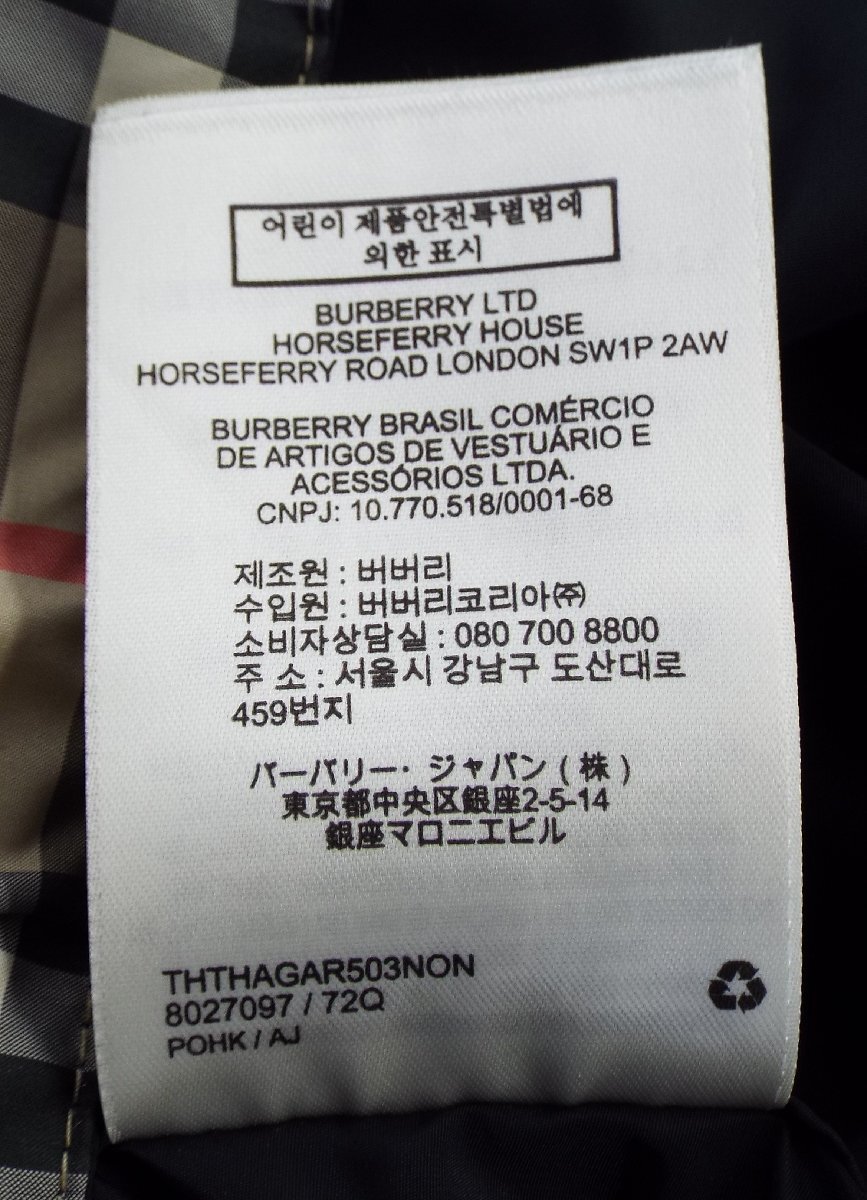 어린이 제품안전특별법에
의한 표시
BURBERRY LTD
HORSEFERRY HOUSE
HORSEFERRY ROAD LONDON SW1P 2AW
BURBERRY BRASIL COMÉRCIO
DE ARTIGOS DE VESTUÁRIO E
ACESSÓRIOS LTDA.
CNPJ: 10.770.518/0001-68
제조원 : 버버리
수입원 : 버버리코리아㈜
소비자상담실 : 080 700 8800
주 소 : 서울시 강남구 도산대로
459번지
バーバリー・ジャパン ( 株 )
東京都中央区銀座2-5-14
銀座マロニエビル
THTHAGAR503NON
8027097 / 72Q
POHK / AJ